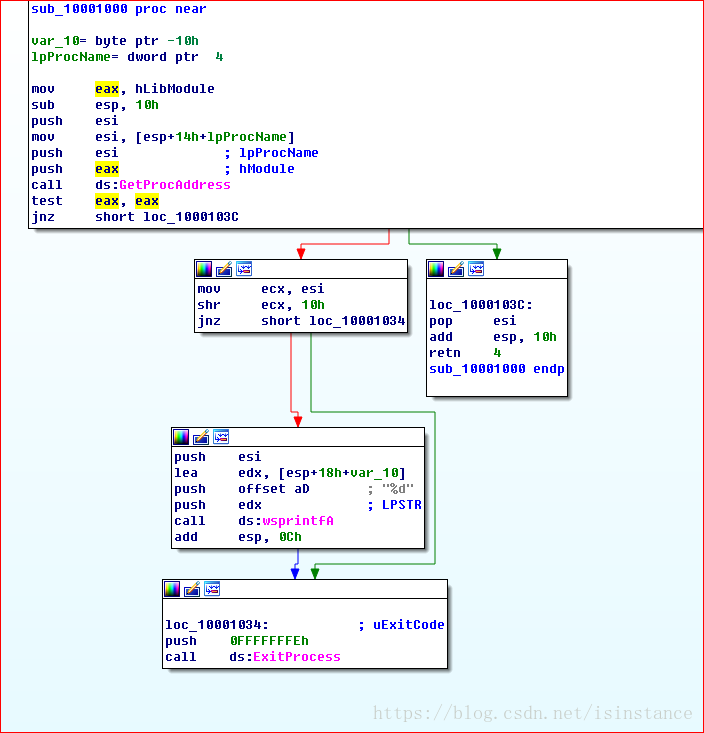 sub_10001000 proc near
var_10= byte ptr -10h
lpProcName= dword ptr  4
mov     eax, hLibModule
sub     esp, 10h
push    esi
mov     esi, [esp+14h+lpProcName]
push    esi             ; lpProcName
push    eax             ; hModule
call    ds:GetProcAddress
test    eax, eax
jnz     short loc_1000103C
mov     ecx, esi
shr     ecx, 10h
jnz     short loc_10001034
loc_1000103C:
pop     esi
add     esp, 10h
retn    4
sub_10001000 endp
push    esi
lea     edx, [esp+18h+var_10]
push    offset aD       ; "%d"
push    edx             ; LPSTR
call    ds:wsprintfA
add     esp, 0Ch
loc_10001034:           ; uExitCode
push    0FFFFFFFEh
call    ds:ExitProcess
https://blog.csdn.net/isinstance